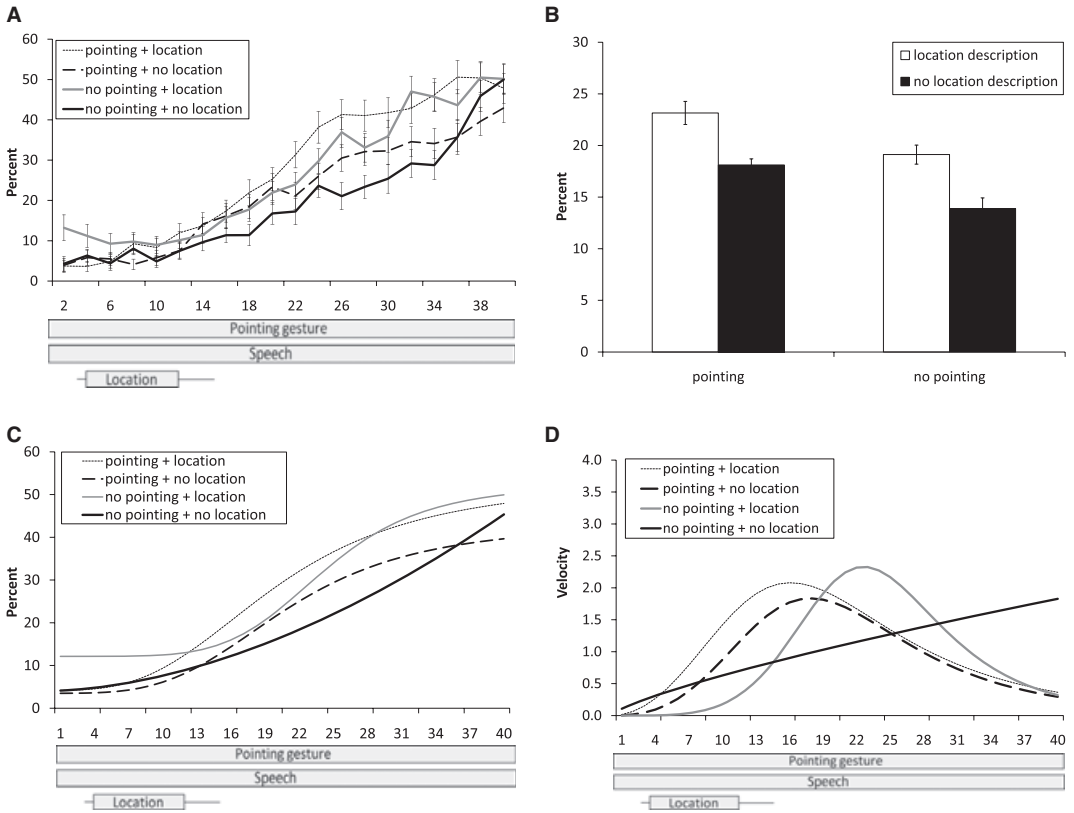 A
60
50
40
30
20
10
0
Percent
pointing + location
pointing + no location
no pointing + location
no pointing + no location
2 6 10 14 18 22 26 30 34 38
Pointing gesture
Speech
Location
B
30
25
20
15
10
5
0
Percent
location description
no location description
pointing no pointing
C
60
50
40
30
20
10
0
Percent
pointing + location
pointing + no location
no pointing + location
no pointing + no location
1 4 7 10 13 16 19 22 25 28 31 34 37 40
Pointing gesture
Speech
Location
D
4.0
3.5
3.0
2.5
2.0
1.5
1.0
0.5
0.0
Velocity
pointing + location
pointing + no location
no pointing + location
no pointing + no location
1 4 7 10 13 16 19 22 25 28 31 34 37 40
Pointing gesture
Speech
Location